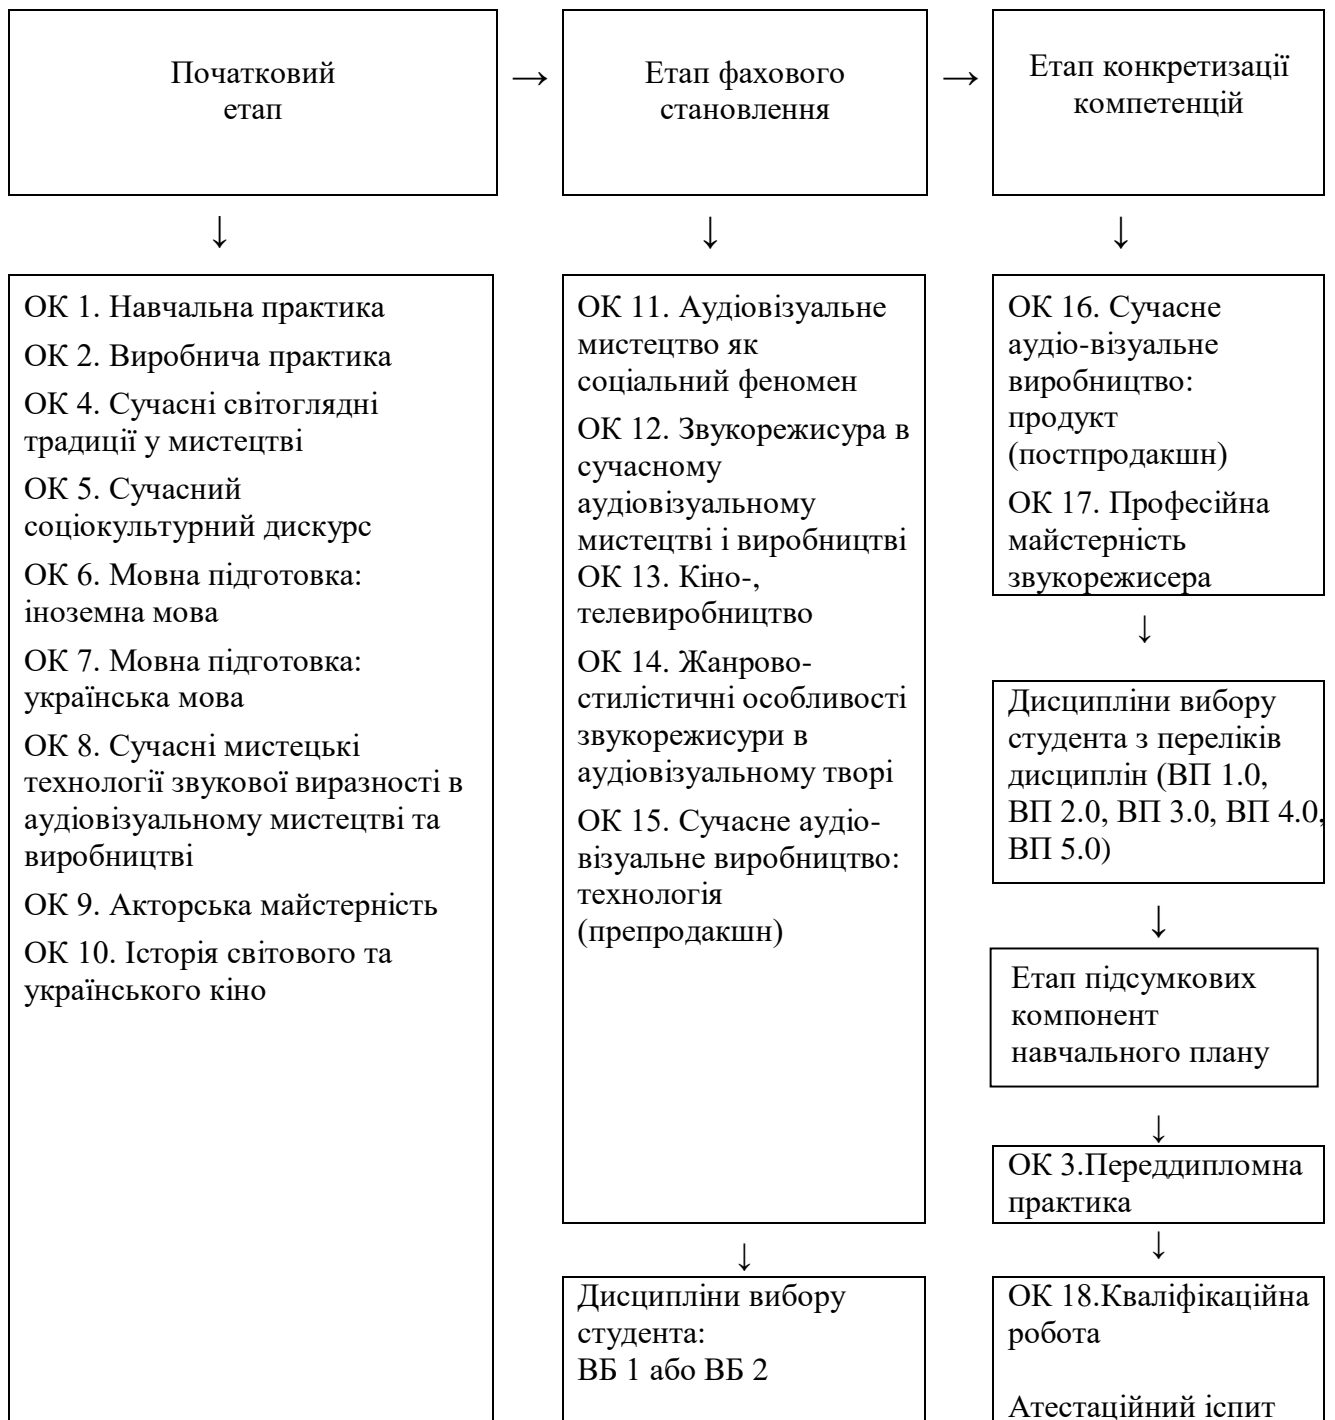 Початковий
етап
→
Етап фахового
становлення
→
Етап конкретизації
компетенцій
↓
↓
↓
ОК 1. Навчальна практика
ОК 2. Виробнича практика
ОК 4. Сучасні світоглядні
традиції у мистецтві
ОК 5. Сучасний
соціокультурний дискурс
ОК 6. Мовна підготовка:
іноземна мова
ОК 7. Мовна підготовка:
українська мова
ОК 8. Сучасні мистецькі
технології звукової виразності в
аудіовізуальному мистецтві та
виробництві
ОК 9. Акторська майстерність
ОК 10. Історія світового та
українського кіно
ОК 11. Аудіовізуальне
мистецтво як
соціальний феномен
ОК 12. Звукорежисура в
сучасному
аудіовізуальному
мистецтві і виробництві
ОК 13. Кіно-,
телевиробництво
ОК 14. Жанрово-
стилістичні особливості
звукорежисури в
аудіовізуальному творі
ОК 15. Сучасне аудіо-
візуальне виробництво:
технологія
(препродакшн)
↓
Дисципліни вибору
студента:
ВБ 1 або ВБ 2
ОК 16. Сучасне
аудіо-візуальне
виробництво:
продукт
(постпродакшн)
ОК 17. Професійна
майстерність
звукорежисера
↓
Дисципліни вибору
студента з переліків
дисциплін (ВП 1.0,
ВП 2.0, ВП 3.0, ВП 4.0,
ВП 5.0)
↓
Етап підсумкових
компонент
навчального плану
↓
ОК 3.Переддипломна
практика
↓
ОК 18.Кваліфікаційна
робота
Атестаційний іспит